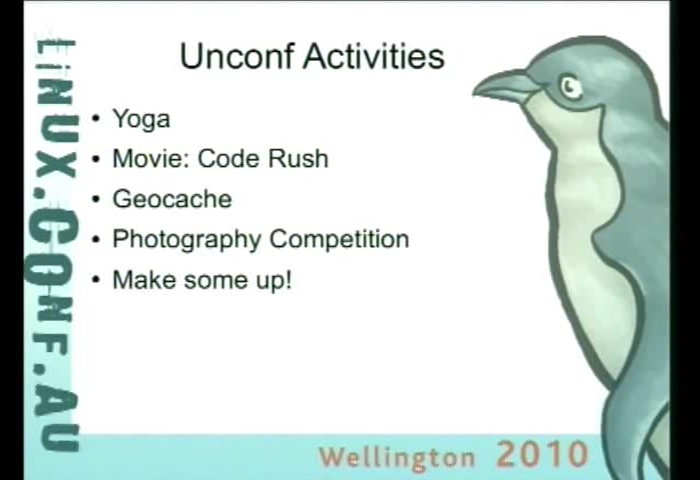 Unconf Activities
• Yoga
• Movie: Code Rush
• Geocache
• Photography Competition
• Make some up!
LINUX.CONF.AU
Wellington 2010